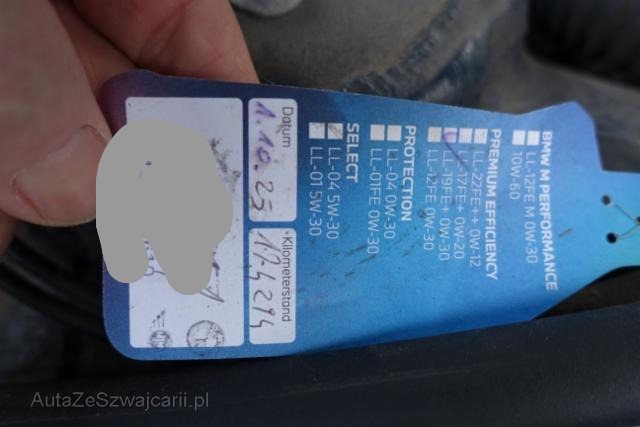 BMW M PERFORMANCE
LL-12FE M 0W-30
10W-60
PREMIUM EFFICIENCY
LL-22FE++ 0W-12
LL-17FE+ 0W-20
LL-19FE+ 0W-30
LL-12FE 0W-30
PROTECTION
LL-04 0W-30
LL-01FE 0W-30
SELECT
LL-04 5W-30
LL-01 5W-30
Datum
1.10.25
Kilometerstand
124294
AutaZeSzwajcarii.pl